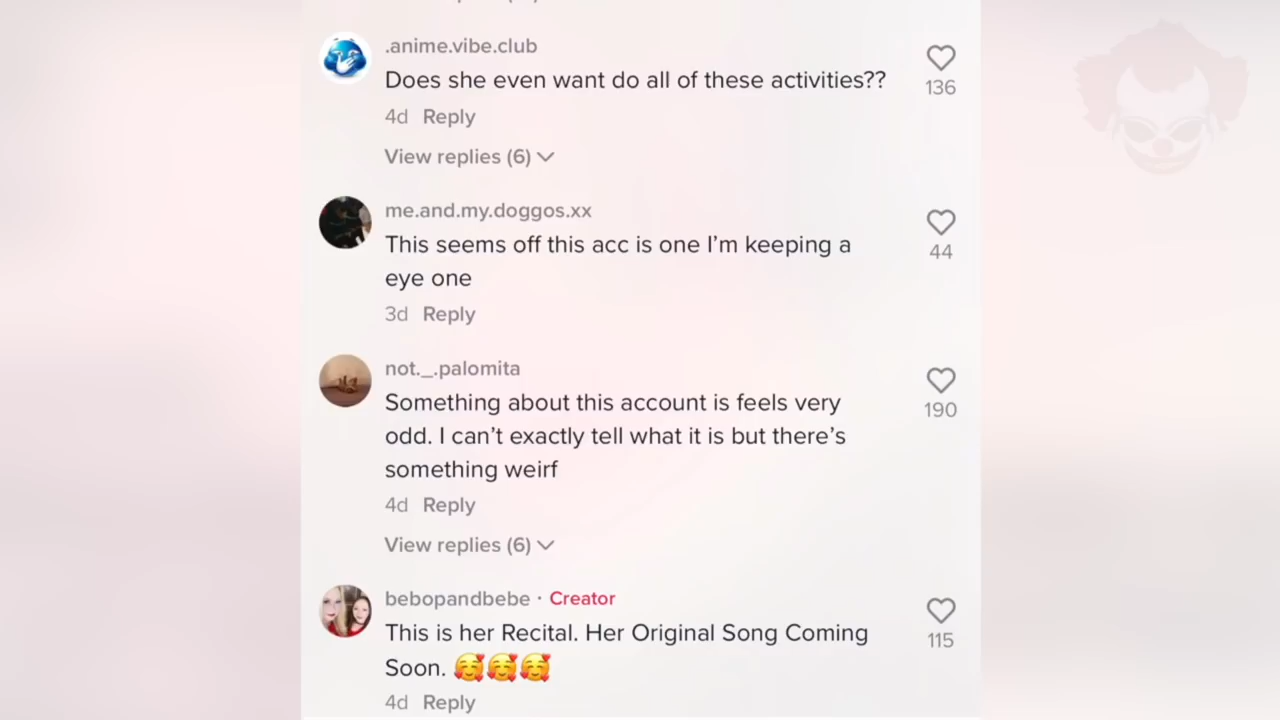 .anime.vibe.club
Does she even want do all of these activities??
136
4d Reply
View replies (6)
me.and.my.doggos.xx
This seems off this acc is one I’m keeping a
eye one
44
3d Reply
not._.palomita
Something about this account is feels very
odd. I can’t exactly tell what it is but there’s
something weirf
190
4d Reply
View replies (6)
bebopandbebe · Creator
This is her Recital. Her Original Song Coming
Soon. 🥰🥰🥰
115
4d Reply